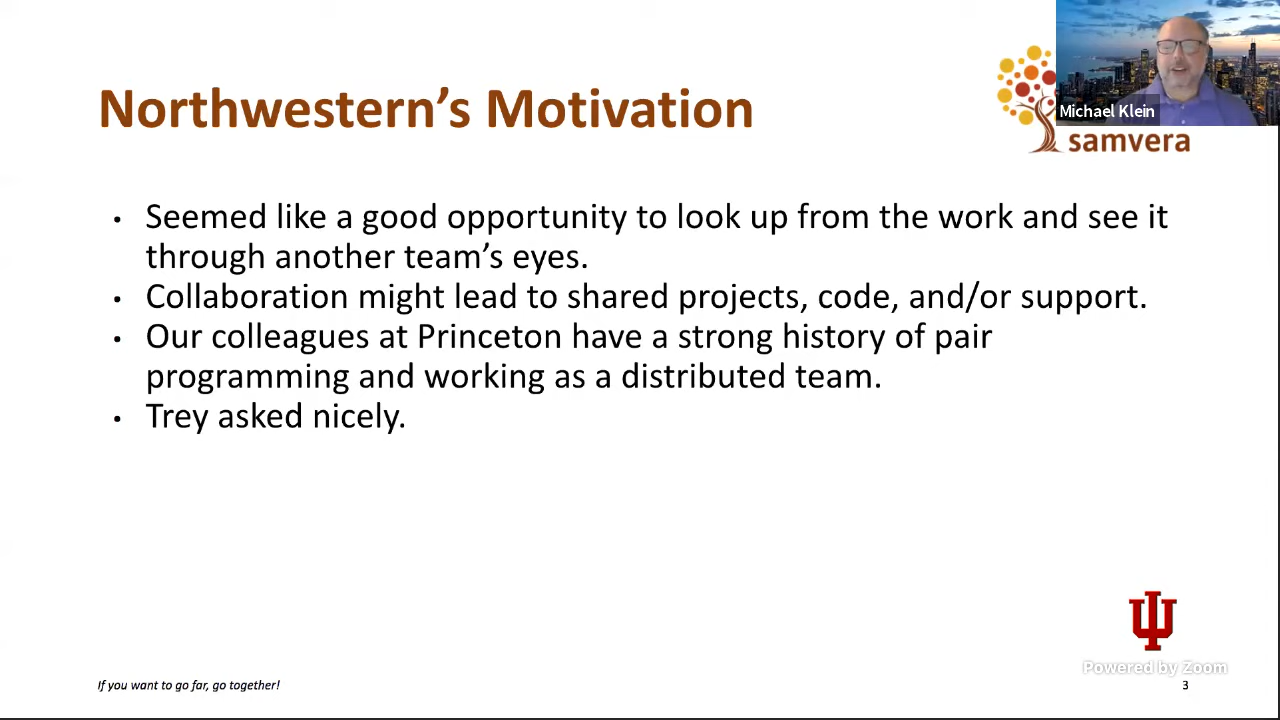 Northwestern’s Motivation
Michael Klein
samvera
• Seemed like a good opportunity to look up from the work and see it
through another team’s eyes.
• Collaboration might lead to shared projects, code, and/or support.
• Our colleagues at Princeton have a strong history of pair
programming and working as a distributed team.
• Trey asked nicely.
Powered by Zoom
If you want to go far, go together!
3